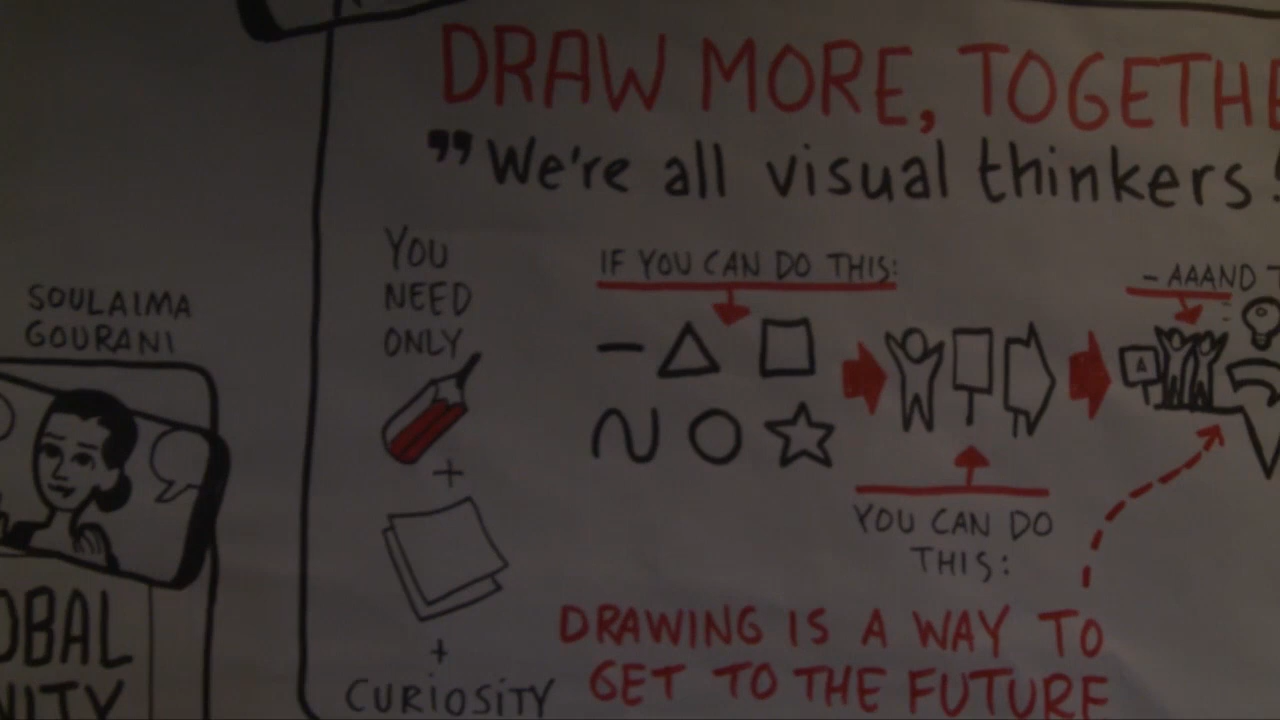 DRAW MORE, TOGETHE
"We're all visual thinkers
YOU
NEED
ONLY
+
+
CURIOSITY
IF YOU CAN DO THIS:
YOU CAN DO
THIS:
- AAAND T
A
DRAWING IS A WAY TO
GET TO THE FUTURE
SOULAIMA
GOURANI
OBAL
NITY